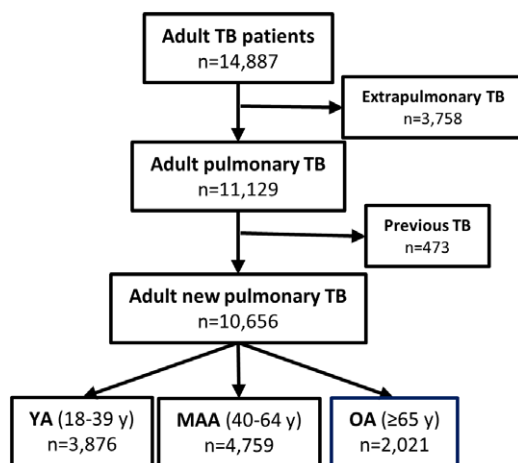 Adult TB patients
n=14,887
Extrapulmonary TB
n=3,758
Adult pulmonary TB
n=11,129
Previous TB
n=473
Adult new pulmonary TB
n=10,656
YA (18-39 y)
n=3,876
MAA (40-64 y)
n=4,759
OA (≥65 y)
n=2,021